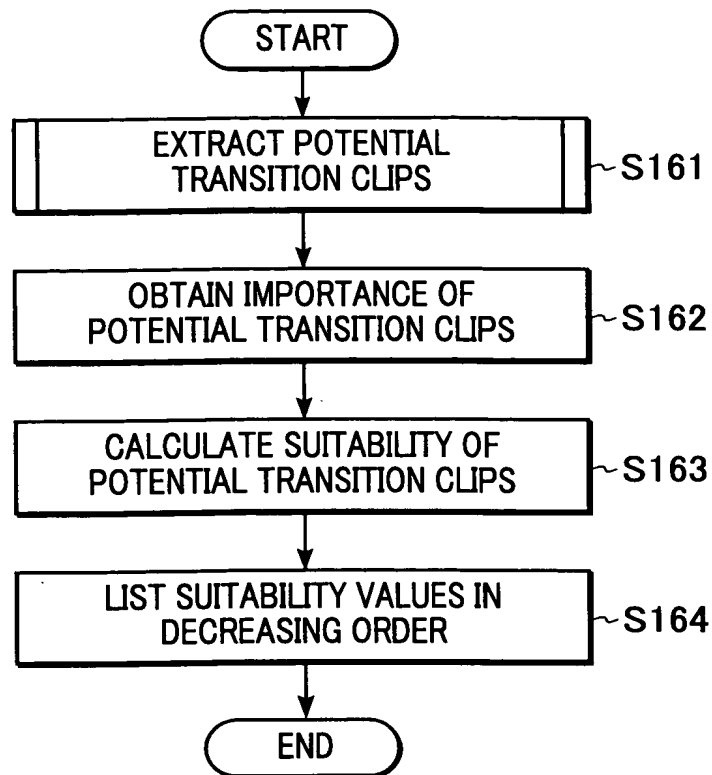 START
EXTRACT POTENTIAL
TRANSITION CLIPS
S161
OBTAIN IMPORTANCE OF
POTENTIAL TRANSITION CLIPS
S162
CALCULATE SUITABILITY OF
POTENTIAL TRANSITION CLIPS
S163
LIST SUITABILITY VALUES IN
DECREASING ORDER
S164
END